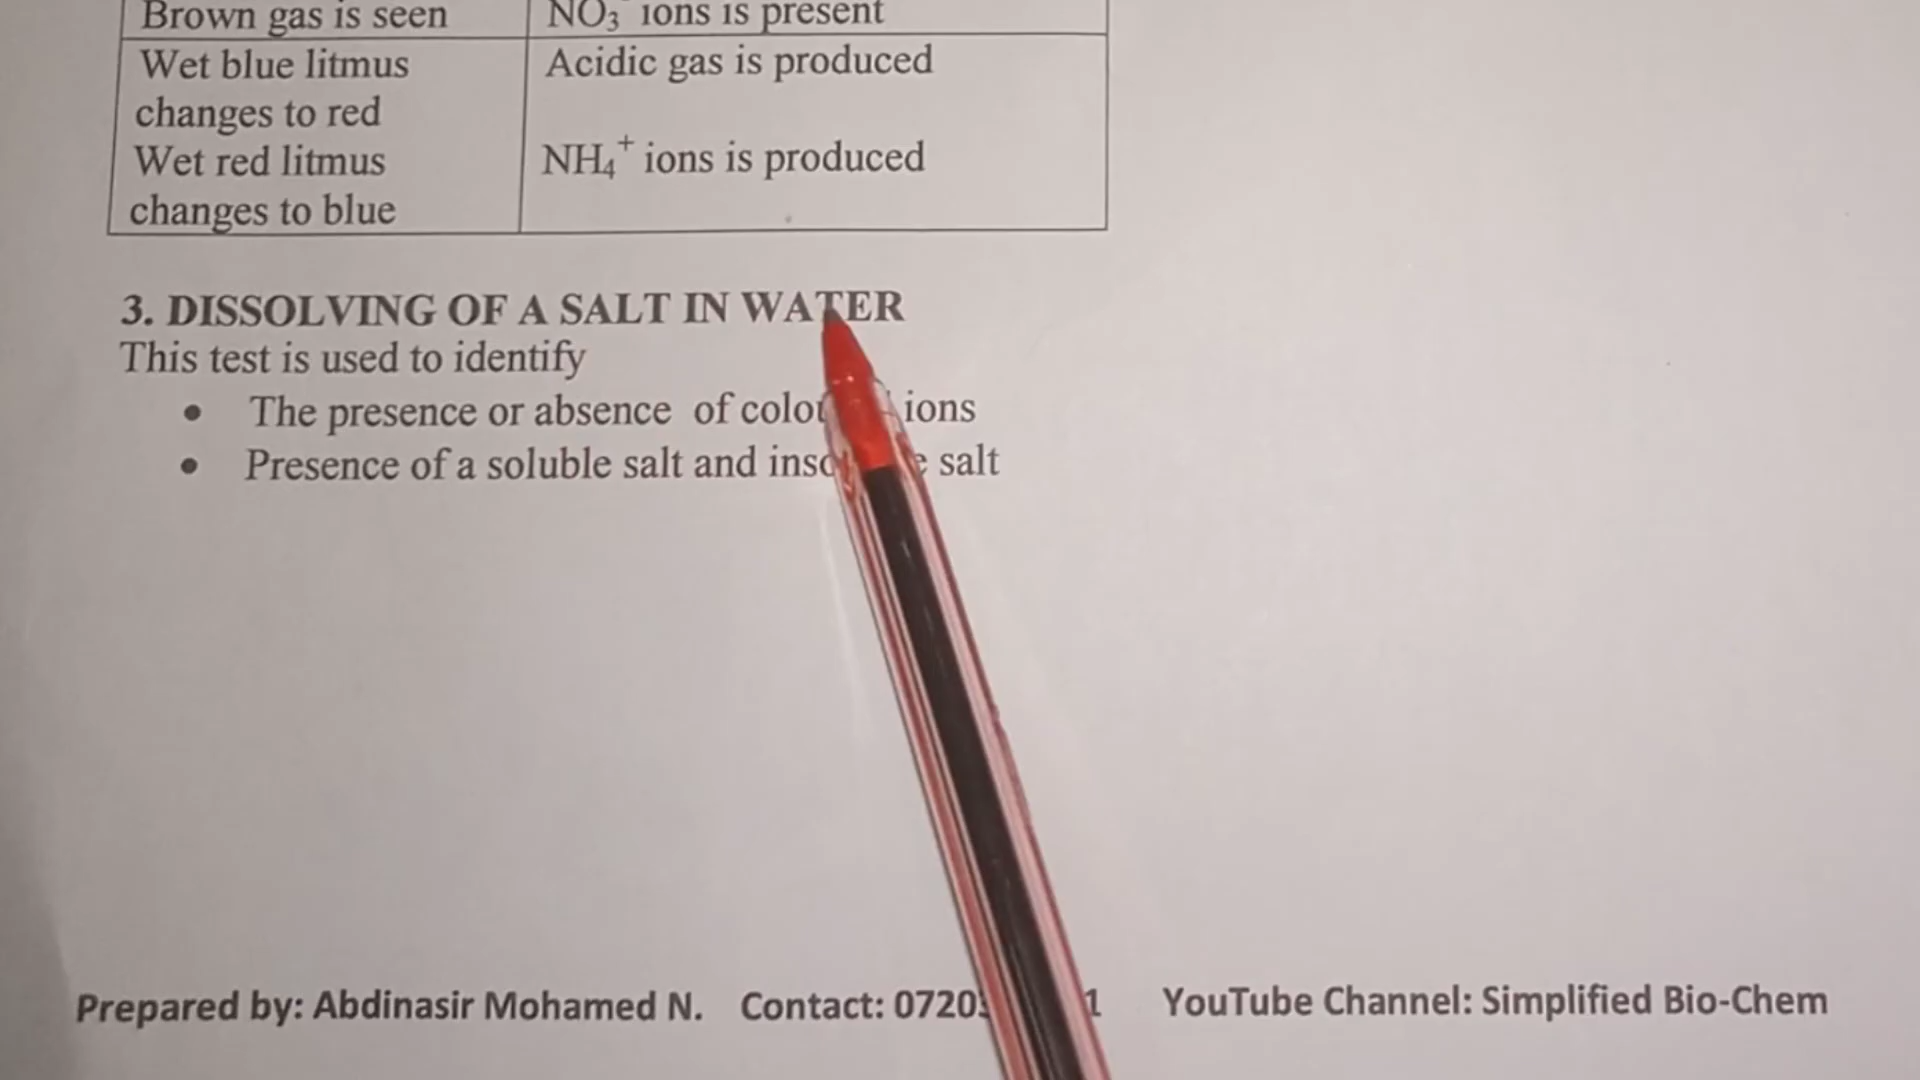 Brown gas is seen
NO₃⁻ ions is present
Wet blue litmus
changes to red
Acidic gas is produced
Wet red litmus
changes to blue
NH₄⁺ ions is produced
3. DISSOLVING OF A SALT IN WATER
This test is used to identify
• The presence or absence of ions
• Presence of a soluble salt and salt
Prepared by: Abdinasir Mohamed N. Contact: YouTube Channel: Simplified Bio-Chem